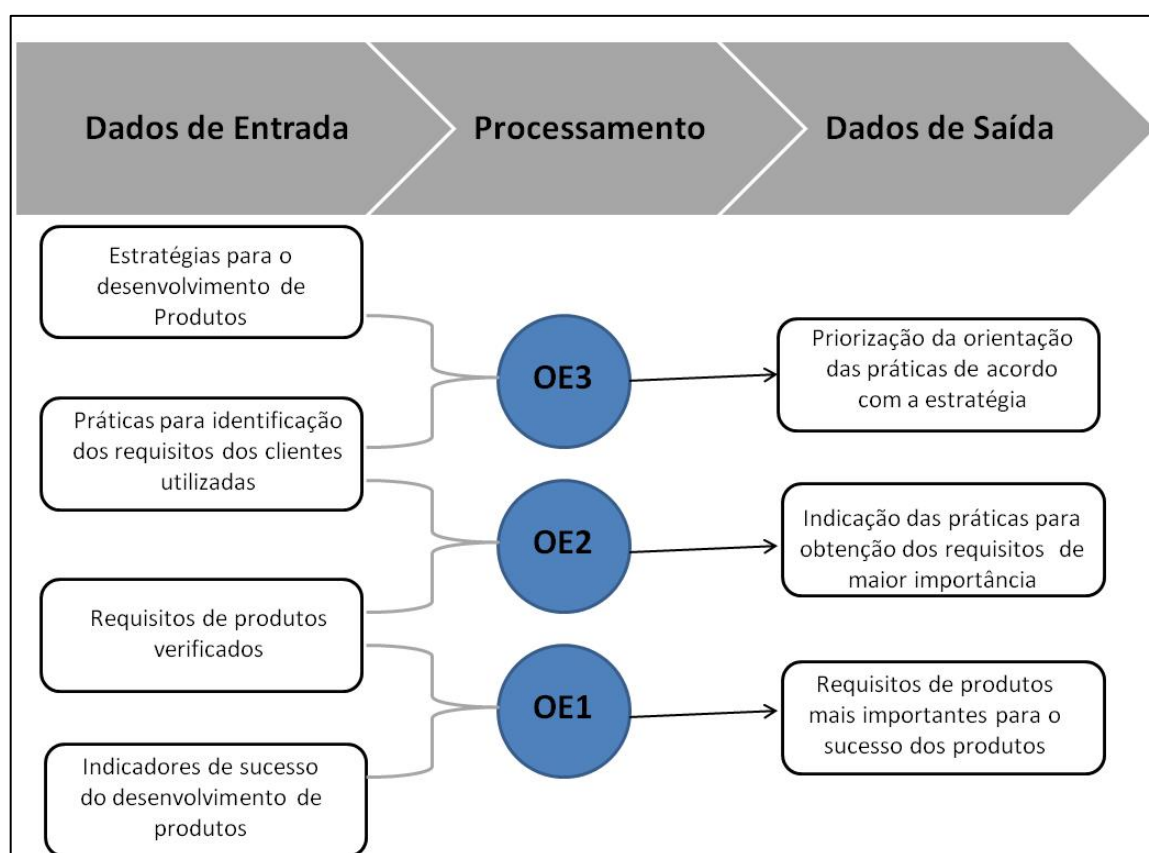 Dados de Entrada
Processamento
Dados de Saída
Estratégias para o
desenvolvimento de
Produtos
Práticas para identificação
dos requisitos dos clientes
utilizadas
Requisitos de produtos
verificados
Indicadores de sucesso
do desenvolvimento de
produtos
OE3
OE2
OE1
Priorização da orientação
das práticas de acordo
com a estratégia
Indicação das práticas para
obtenção dos requisitos de
maior importância
Requisitos de produtos
mais importantes para o
sucesso dos produtos